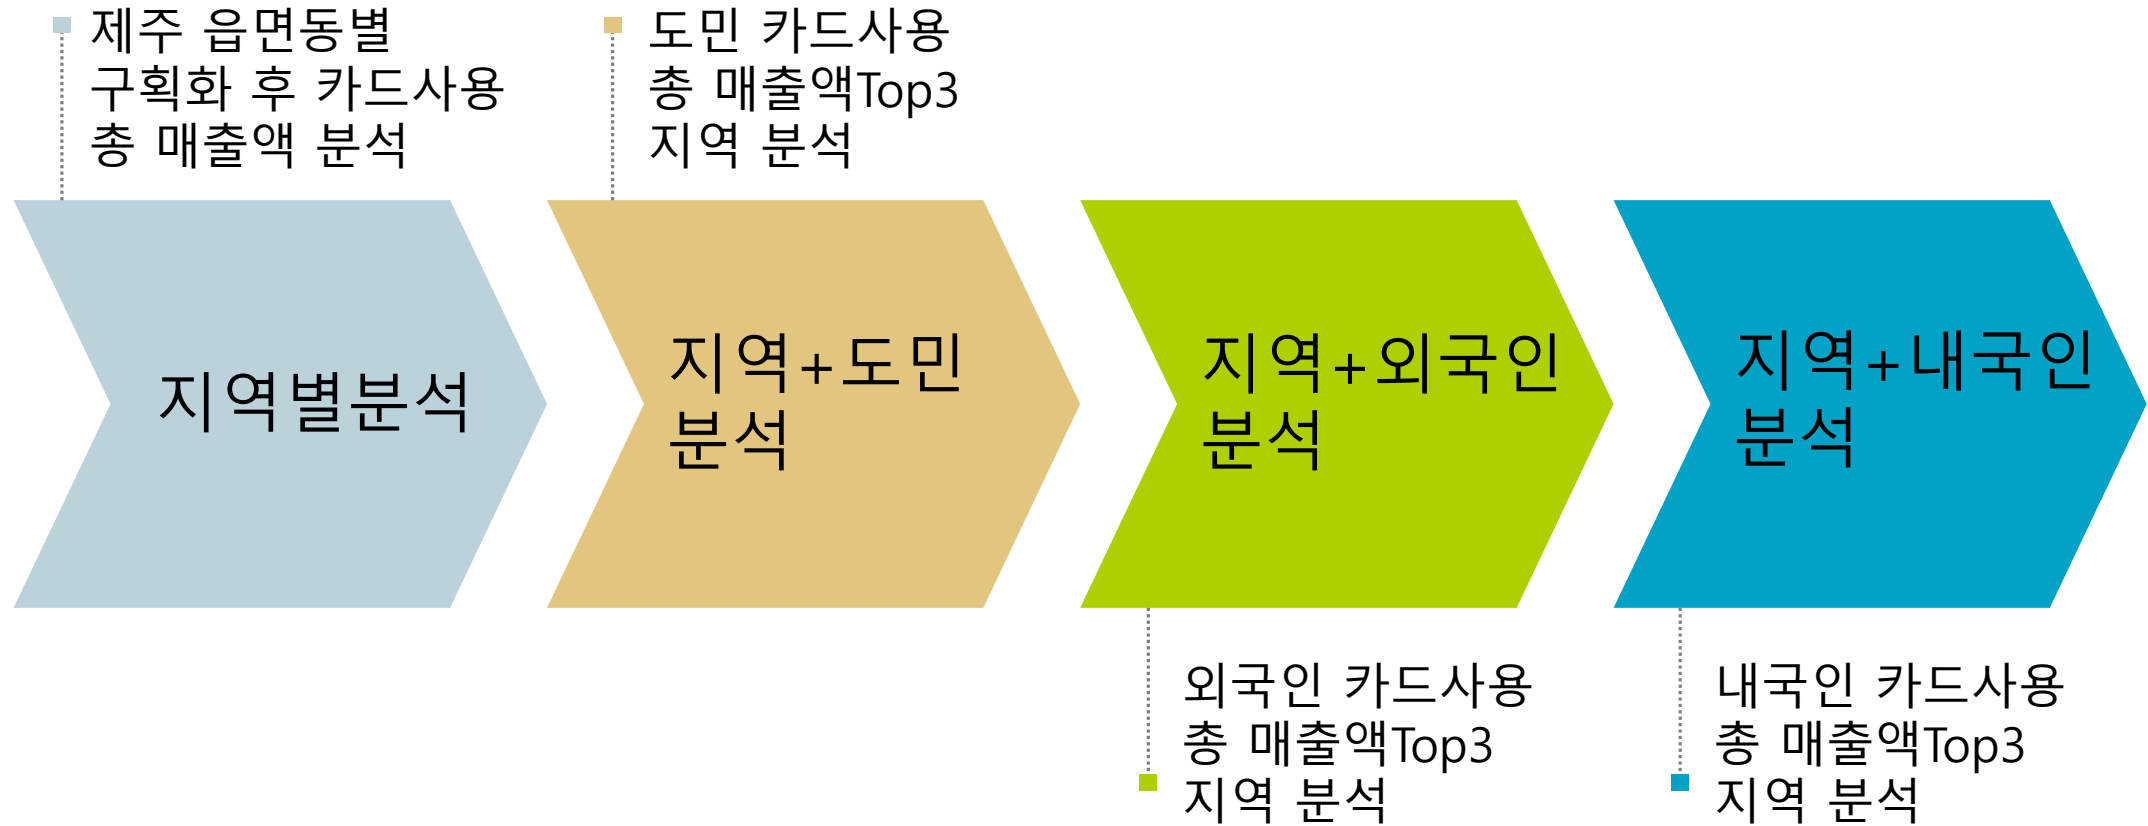 제주 읍면동별
구획화 후 카드사용
총 매출액 분석
도민 카드사용
총 매출액Top3
지역 분석
지역별분석
지역+도민
분석
지역+외국인
분석
지역+내국인
분석
외국인 카드사용
총 매출액Top3
지역 분석
내국인 카드사용
총 매출액Top3
지역 분석